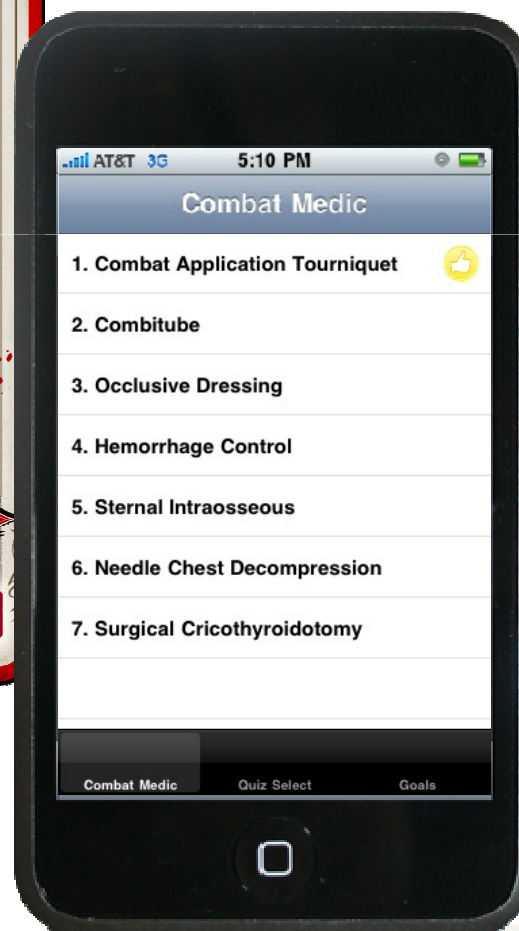 AT&T 3G 5:10 PM
Combat Medic
1. Combat Application Tourniquet
2. Combitube
3. Occlusive Dressing
4. Hemorrhage Control
5. Sternal Intraosseous
6. Needle Chest Decompression
7. Surgical Cricothyroidotomy
Combat Medic Quiz Select Goals